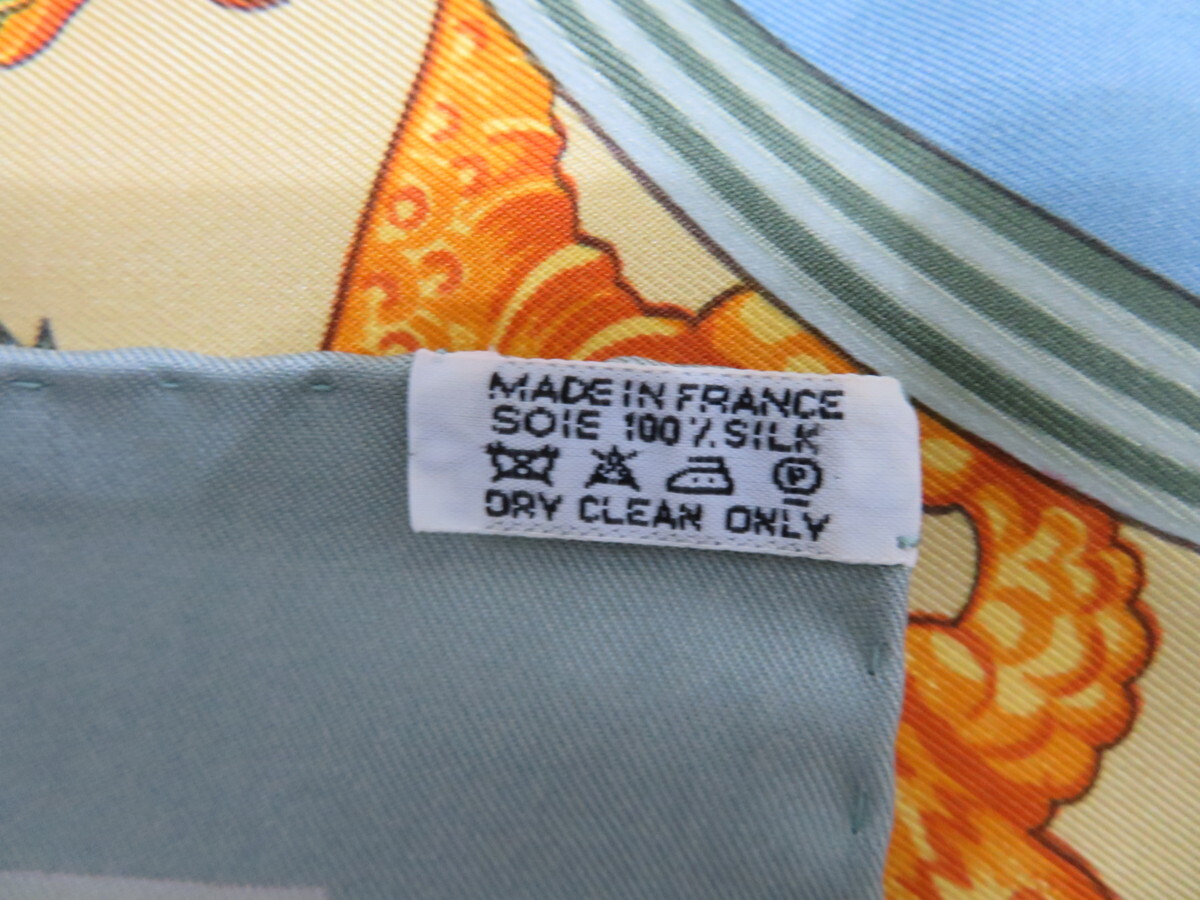 MADE IN FRANCE
SOIE 100% SILK
P
DRY CLEAN ONLY